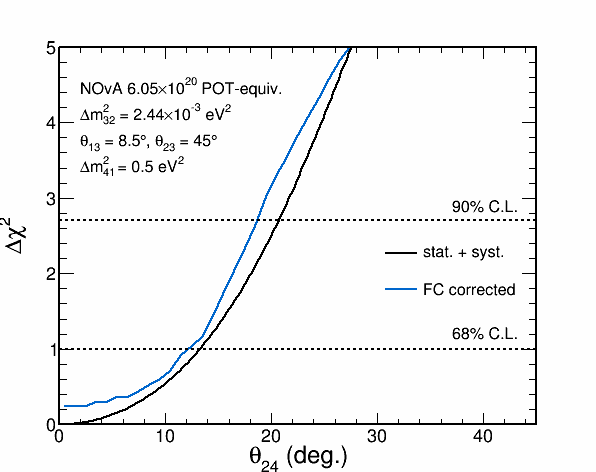 5
NOvA 6.05×10²⁰ POT-equiv.
Δm²₃₂ = 2.44×10⁻³ eV²
4
θ₁₃ = 8.5°, θ₂₃ = 45°
Δm²₄₁ = 0.5 eV²
3
90% C.L.
Δχ²
stat. + syst.
2
FC corrected
68% C.L.
1
0
0 10 20 30 40
θ₂₄ (deg.)